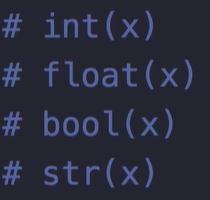 # int(x)
# float(x)
# bool(x)
# str(x)